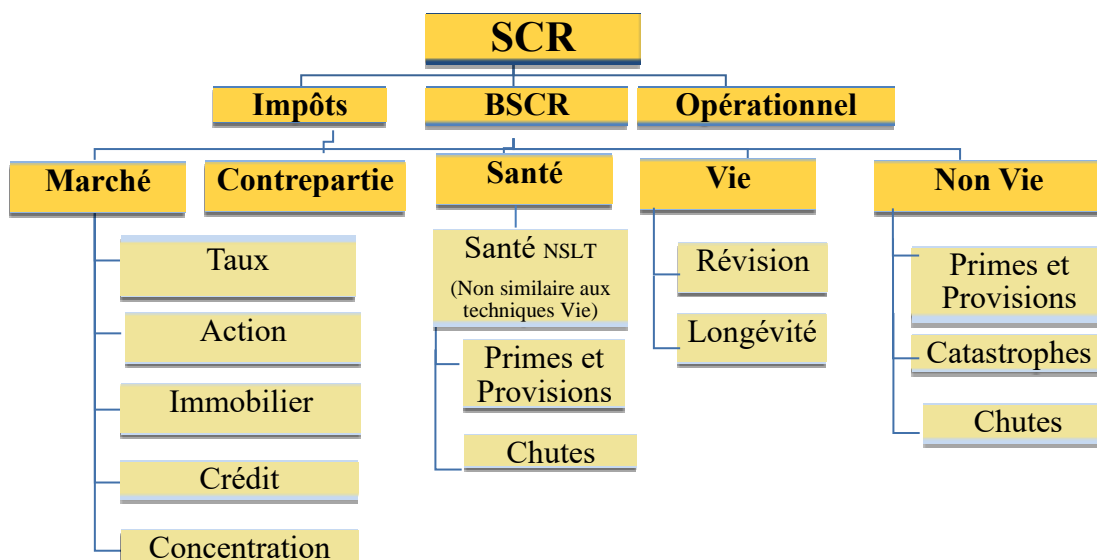 SCR
Impôts
BSCR
Opérationnel
Marché
Contrepartie
Santé
Vie
Non Vie
Taux
Action
Immobilier
Crédit
Concentration
Santé NSLT
(Non similaire aux
techniques Vie)
Primes et
Provisions
Chutes
Révision
Longévité
Primes et
Provisions
Catastrophes
Chutes